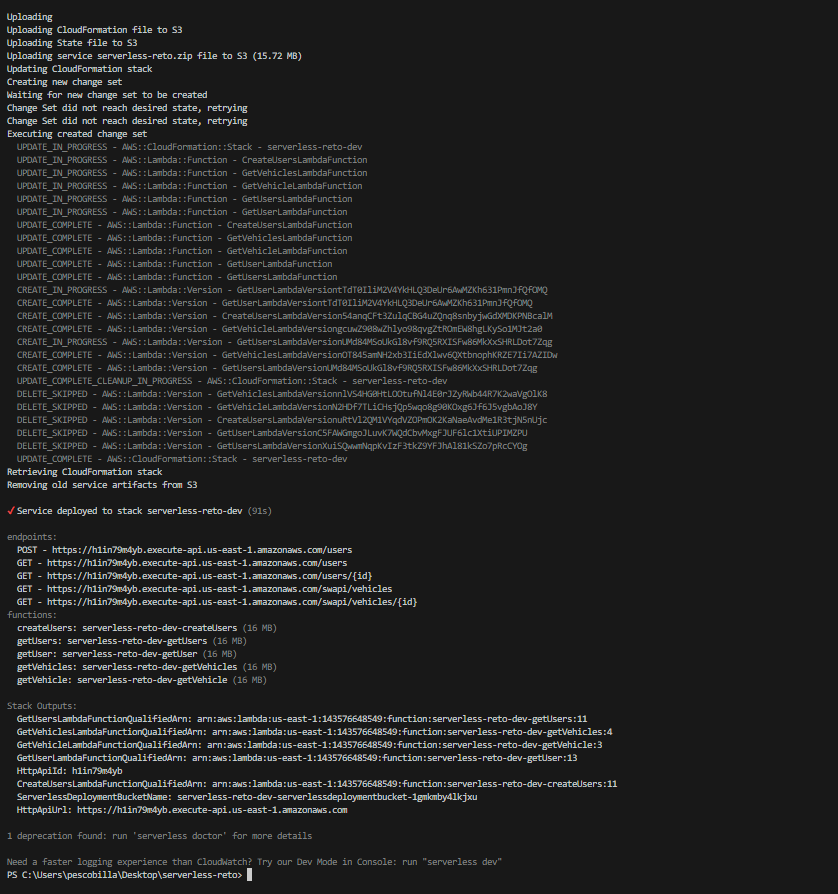 Uploading
Uploading CloudFormation file to S3
Uploading State file to S3
Uploading service serverless-reto.zip file to S3 (15.72 MB)
Updating CloudFormation stack
Creating new change set
Waiting for new change set to be created
Change Set did not reach desired state, retrying
Change Set did not reach desired state, retrying
Executing created change set
UPDATE_IN_PROGRESS - AWS::CloudFormation::Stack - serverless-reto-dev
UPDATE_IN_PROGRESS - AWS::Lambda::Function - CreateUsersLambdaFunction
UPDATE_IN_PROGRESS - AWS::Lambda::Function - GetVehiclesLambdaFunction
UPDATE_IN_PROGRESS - AWS::Lambda::Function - GetVehicleLambdaFunction
UPDATE_IN_PROGRESS - AWS::Lambda::Function - GetUsersLambdaFunction
UPDATE_IN_PROGRESS - AWS::Lambda::Function - GetUserLambdaFunction
UPDATE_COMPLETE - AWS::Lambda::Function - CreateUsersLambdaFunction
UPDATE_COMPLETE - AWS::Lambda::Function - GetVehiclesLambdaFunction
UPDATE_COMPLETE - AWS::Lambda::Function - GetVehicleLambdaFunction
UPDATE_COMPLETE - AWS::Lambda::Function - GetUserLambdaFunction
UPDATE_COMPLETE - AWS::Lambda::Function - GetUsersLambdaFunction
CREATE_IN_PROGRESS - AWS::Lambda::Version - GetUserLambdaVersiontTdT0IliM2V4YkHLQ3DeUr6AwMZKh631PmnJfQfOMQ
CREATE_COMPLETE - AWS::Lambda::Version - GetUserLambdaVersiontTdT0IliM2V4YkHLQ3DeUr6AwMZKh631PmnJfQfOMQ
CREATE_COMPLETE - AWS::Lambda::Version - CreateUsersLambdaVersion54anqCFt3ZulqCBG4uZQnq8snbyjwGdXMDKPNBcalM
CREATE_COMPLETE - AWS::Lambda::Version - GetVehicleLambdaVersiongcuwZ908wZhlyo98qvgZtROmEW8hgLKySo1MJt2a0
CREATE_IN_PROGRESS - AWS::Lambda::Version - GetUsersLambdaVersionUMd84MSoUkGl8vf9RQ5RXISFw86MkXxSHRLDot7Zqg
CREATE_COMPLETE - AWS::Lambda::Version - GetVehiclesLambdaVersionOT845amNH2xb3IiEdXlwv6QXtbnophKRZE7Ii7AZIDw
CREATE_COMPLETE - AWS::Lambda::Version - GetUsersLambdaVersionUMd84MSoUkGl8vf9RQ5RXISFw86MkXxSHRLDot7Zqg
UPDATE_COMPLETE_CLEANUP_IN_PROGRESS - AWS::CloudFormation::Stack - serverless-reto-dev
DELETE_SKIPPED - AWS::Lambda::Version - GetVehiclesLambdaVersionnlVS4HG0HtLOOtufNl4E0rJZyRWb44R7K2waVgOlK8
DELETE_SKIPPED - AWS::Lambda::Version - GetVehicleLambdaVersionN2HDf7TLiCHsjQp5wqo8g90KOxg6Jf6J5vgbAoJ8Y
DELETE_SKIPPED - AWS::Lambda::Version - CreateUsersLambdaVersionuRtVl2QM1VYqdVZOPmOK2KaNaeAvdMe1R3tjN5nUjc
DELETE_SKIPPED - AWS::Lambda::Version - GetUserLambdaVersionC5FAWGmgoJLuvK7WQdCbvMxgFJUF6lc1XtiUPIMZPU
DELETE_SKIPPED - AWS::Lambda::Version - GetUsersLambdaVersionXui5QwwmNqpKvIzF3tkZ9YFJhAl81kSZo7pRcCYOg
UPDATE_COMPLETE - AWS::CloudFormation::Stack - serverless-reto-dev
Retrieving CloudFormation stack
Removing old service artifacts from S3
✓ Service deployed to stack serverless-reto-dev (91s)
endpoints:
POST - https://h1in79m4yb.execute-api.us-east-1.amazonaws.com/users
GET - https://h1in79m4yb.execute-api.us-east-1.amazonaws.com/users
GET - https://h1in79m4yb.execute-api.us-east-1.amazonaws.com/users/{id}
GET - https://h1in79m4yb.execute-api.us-east-1.amazonaws.com/swapi/vehicles
GET - https://h1in79m4yb.execute-api.us-east-1.amazonaws.com/swapi/vehicles/{id}
functions:
createUsers: serverless-reto-dev-createUsers (16 MB)
getUsers: serverless-reto-dev-getUsers (16 MB)
getUser: serverless-reto-dev-getUser (16 MB)
getVehicles: serverless-reto-dev-getVehicles (16 MB)
getVehicle: serverless-reto-dev-getVehicle (16 MB)
Stack Outputs:
GetUsersLambdaFunctionQualifiedArn: arn:aws:lambda:us-east-1:143576648549:function:serverless-reto-dev-getUsers:11
GetVehiclesLambdaFunctionQualifiedArn: arn:aws:lambda:us-east-1:143576648549:function:serverless-reto-dev-getVehicles:4
GetVehicleLambdaFunctionQualifiedArn: arn:aws:lambda:us-east-1:143576648549:function:serverless-reto-dev-getVehicle:3
GetUserLambdaFunctionQualifiedArn: arn:aws:lambda:us-east-1:143576648549:function:serverless-reto-dev-getUser:13
HttpApiId: h1in79m4yb
CreateUsersLambdaFunctionQualifiedArn: arn:aws:lambda:us-east-1:143576648549:function:serverless-reto-dev-createUsers:11
ServerlessDeploymentBucketName: serverless-reto-dev-serverlessdeploymentbucket-1gmkmby4lkjxu
HttpApiUrl: https://h1in79m4yb.execute-api.us-east-1.amazonaws.com
1 deprecation found: run 'serverless doctor' for more details
Need a faster logging experience than CloudWatch? Try our Dev Mode in Console: run "serverless dev"
PS C:\Users\pescobilla\Desktop\serverless-reto>